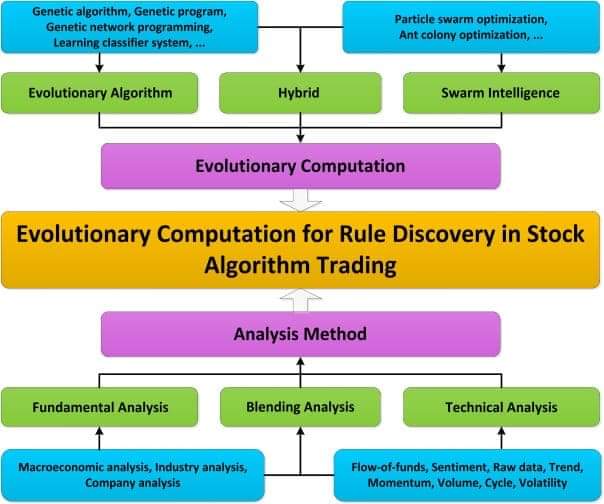 Genetic algorithm, Genetic program,
Genetic network programming,
Learning classifier system, ...
Particle swarm optimization,
Ant colony optimization, ...
Evolutionary Algorithm
Hybrid
Swarm Intelligence
Evolutionary Computation
Evolutionary Computation for Rule Discovery in Stock
Algorithm Trading
Analysis Method
Fundamental Analysis
Blending Analysis
Technical Analysis
Macroeconomic analysis, Industry analysis,
Company analysis
Flow-of-funds, Sentiment, Raw data, Trend,
Momentum, Volume, Cycle, Volatility